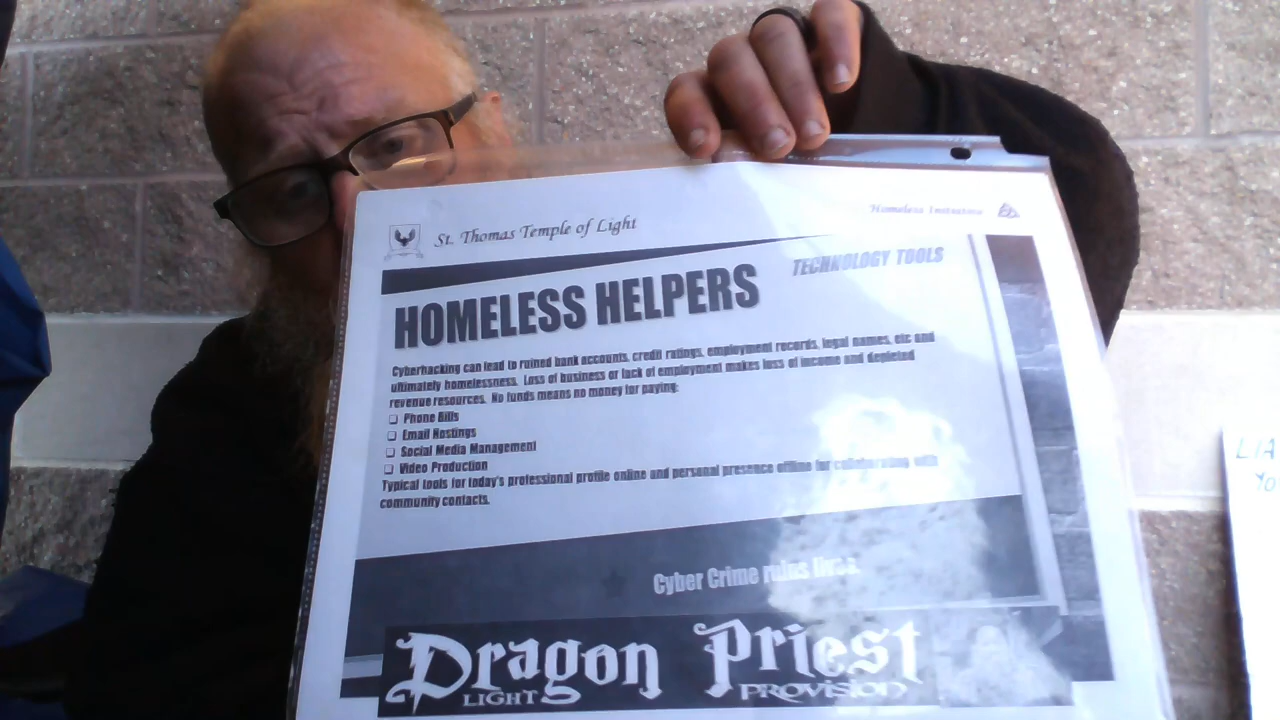 St. Thomas Temple of Light
Homeless Instructor
HOMELESS HELPERS
TECHNOLOGY TOOLS
Cyberhacking can lead to ruined bank accounts, credit ratings, employment records, legal names, etc and
ultimately homelessness. Loss of business or lack of employment makes loss of income and depleted
revenue resources. No funds means no money for paying:
❑ Phone Bills
❑ Email Hostings
❑ Social Media Management
❑ Video Production
Typical tools for today's professional profile online and personal presence offline for collaborating with
community contacts.
Cyber Crime ruins lives.
Dragon Priest
LIGHT PROVISION
LIA
YO